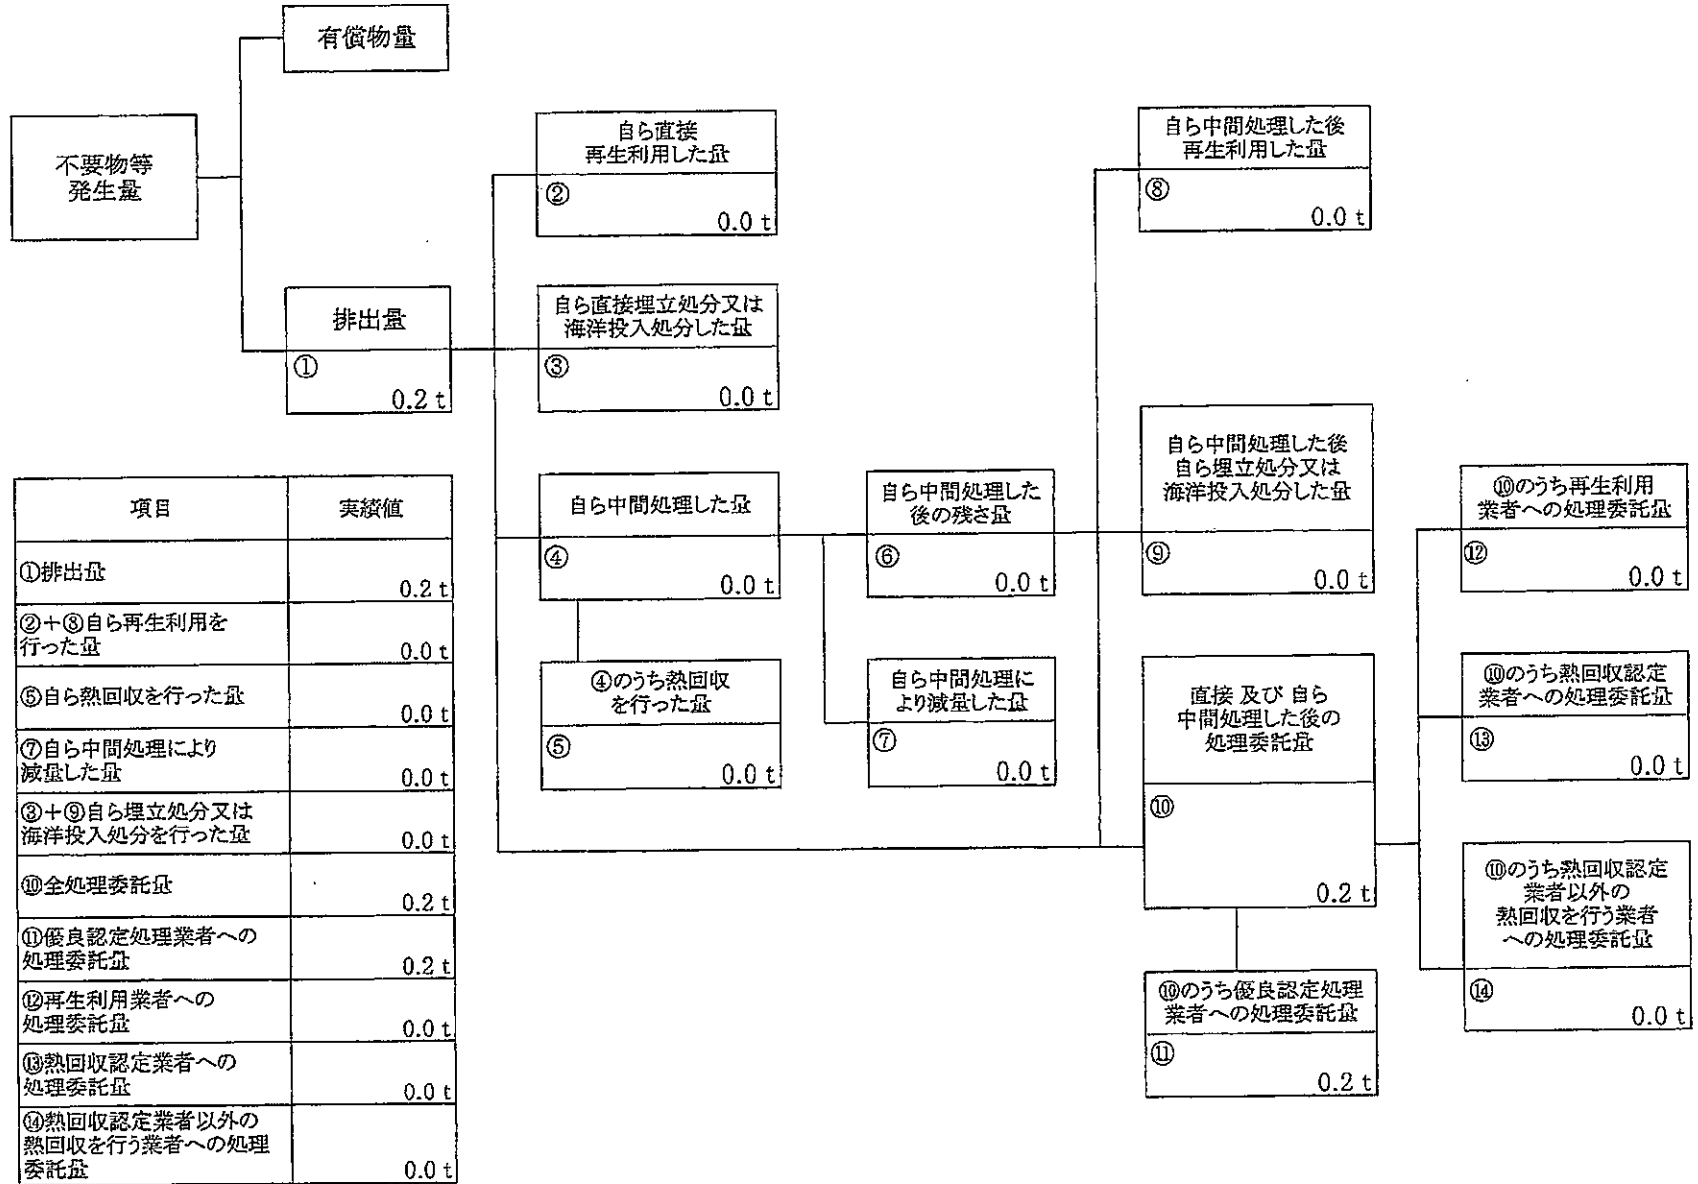 有償物量
不要物等
発生量
排出量
①
0.2 t
自ら直接
再生利用した量
②
0.0 t
自ら直接埋立処分又は
海洋投入処分した量
③
0.0 t
自ら中間処理した量
④
0.0 t
④のうち熱回収
を行った量
⑤
0.0 t
自ら中間処理した
後の残さ量
⑥
0.0 t
自ら中間処理に
より減量した量
⑦
0.0 t
自ら中間処理した後
再生利用した量
⑧
0.0 t
自ら中間処理した後
自ら埋立処分又は
海洋投入処分した量
⑨
0.0 t
直接 及び 自ら
中間処理した後の
処理委託量
⑩
0.2 t
⑩のうち優良認定処理
業者への処理委託量
⑪
0.2 t
⑩のうち再生利用
業者への処理委託量
⑫
0.0 t
⑩のうち熱回収認定
業者への処理委託量
⑬
0.0 t
⑩のうち熱回収認定
業者以外の
熱回収を行う業者
への処理委託量
⑭
0.0 t
項目 実績値
①排出量
0.2 t
②+⑧自ら再生利用を
行った量
0.0 t
⑤自ら熱回収を行った量
0.0 t
⑦自ら中間処理により
減量した量
0.0 t
③+⑨自ら埋立処分又は
海洋投入処分を行った量
0.0 t
⑩全処理委託量
0.2 t
⑪優良認定処理業者への
処理委託量
0.2 t
⑫再生利用業者への
処理委託量
0.0 t
⑬熱回収認定業者への
処理委託量
0.0 t
⑭熱回収認定業者以外の
熱回収を行う業者への処理
委託量
0.0 t